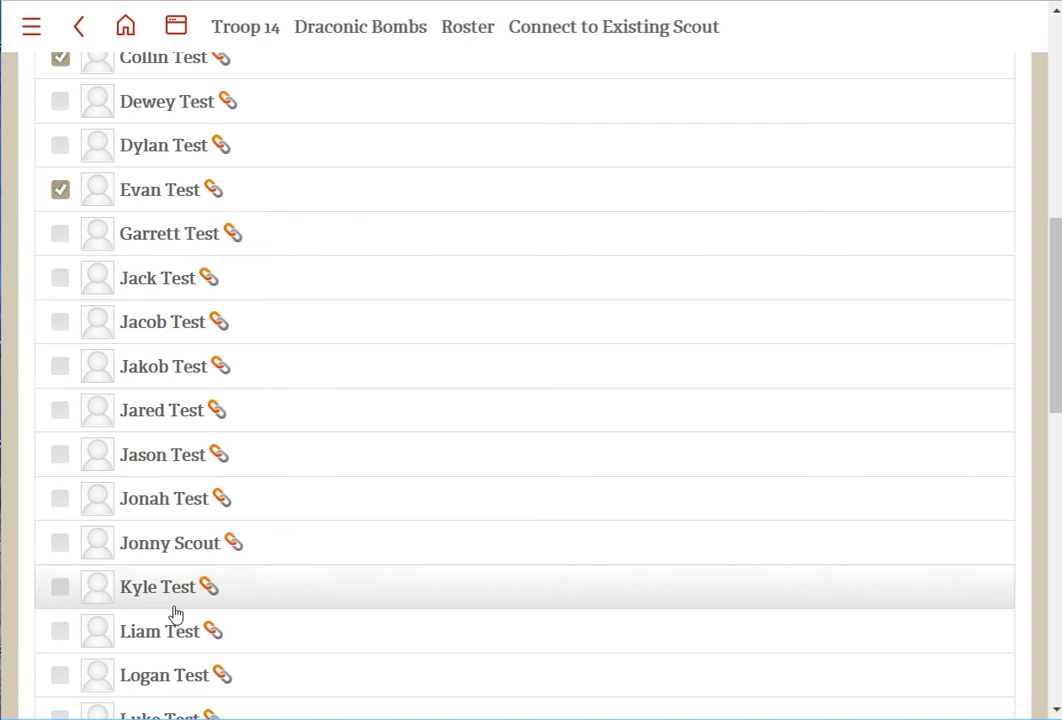 Troop 14 Draconic Bombs Roster Connect to Existing Scout
Collin Test
Dewey Test
Dylan Test
Evan Test
Garrett Test
Jack Test
Jacob Test
Jakob Test
Jared Test
Jason Test
Jonah Test
Jonny Scout
Kyle Test
Liam Test
Logan Test
Luke Test